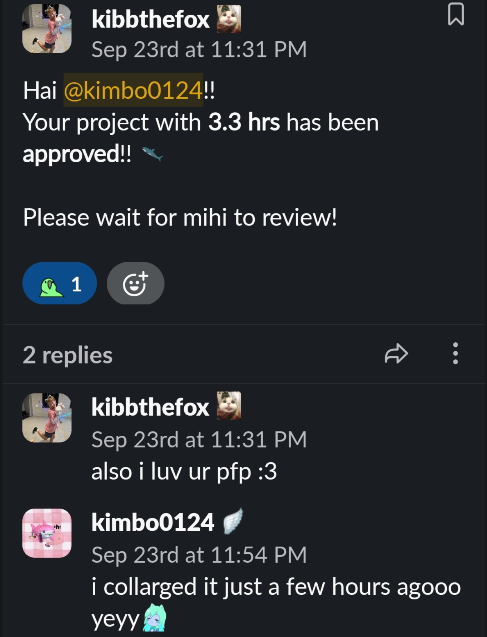 kibbthefox
Sep 23rd at 11:31 PM
Hai @kimbo0124!!
Your project with 3.3 hrs has been
approved!!
Please wait for mihi to review!
1
2 replies
kibbthefox
Sep 23rd at 11:31 PM
also i luv ur pfp :3
kimbo0124
Sep 23rd at 11:54 PM
i collarged it just a few hours agooo
yeyy